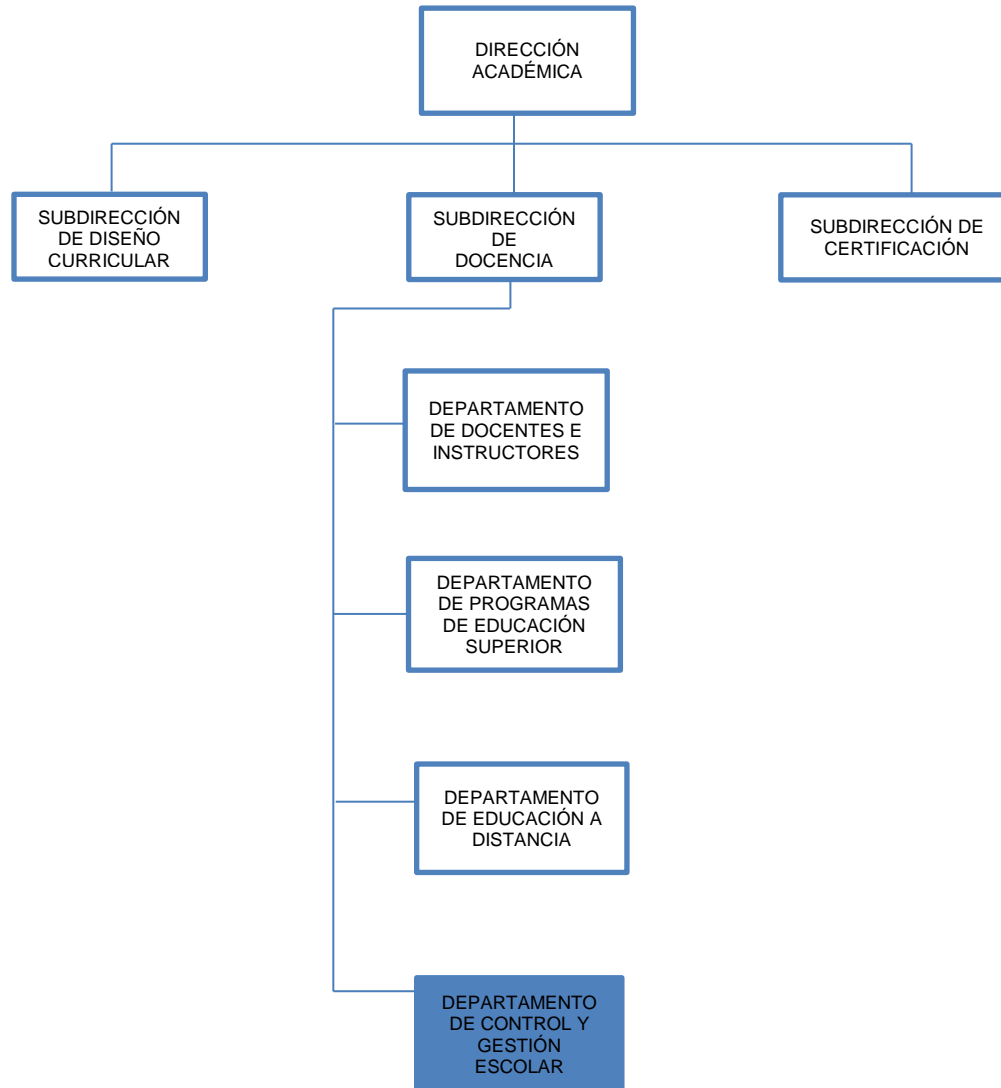 DIRECCIÓN
ACADÉMICA
SUBDIRECCIÓN
DE DISEÑO
CURRICULAR
SUBDIRECCIÓN
DE
DOCENCIA
SUBDIRECCIÓN DE
CERTIFICACIÓN
DEPARTAMENTO
DE DOCENTES E
INSTRUCTORES
DEPARTAMENTO
DE PROGRAMAS
DE EDUCACIÓN
SUPERIOR
DEPARTAMENTO
DE EDUCACIÓN A
DISTANCIA
DEPARTAMENTO
DE CONTROL Y
GESTIÓN
ESCOLAR